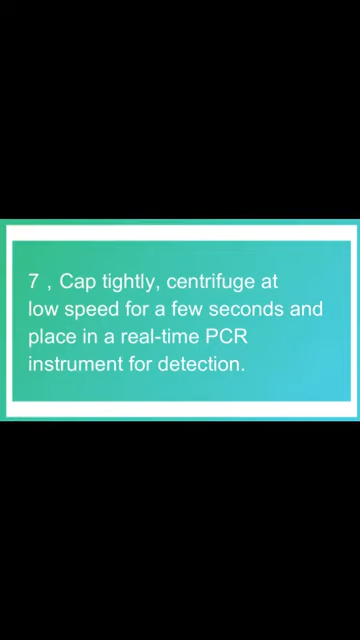 7，Cap tightly, centrifuge at
low speed for a few seconds and
place in a real-time PCR
instrument for detection.